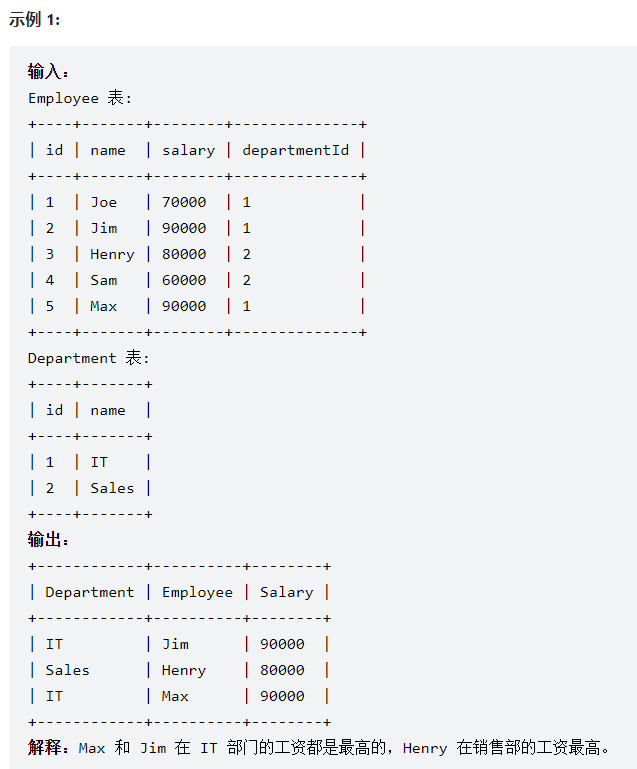 示例 1:
输入：
Employee 表:
+----+-------+--------+--------------+
| id | name  | salary | departmentId |
+----+-------+--------+--------------+
| 1  | Joe   | 70000  | 1            |
| 2  | Jim   | 90000  | 1            |
| 3  | Henry | 80000  | 2            |
| 4  | Sam   | 60000  | 2            |
| 5  | Max   | 90000  | 1            |
+----+-------+--------+--------------+
Department 表:
+----+-------+
| id | name  |
+----+-------+
| 1  | IT    |
| 2  | Sales |
+----+-------+
输出：
+------------+----------+--------+
| Department | Employee | Salary |
+------------+----------+--------+
| IT         | Jim      | 90000  |
| Sales      | Henry    | 80000  |
| IT         | Max      | 90000  |
+------------+----------+--------+
解释：Max 和 Jim 在 IT 部门的工资都是最高的，Henry 在销售部的工资最高。